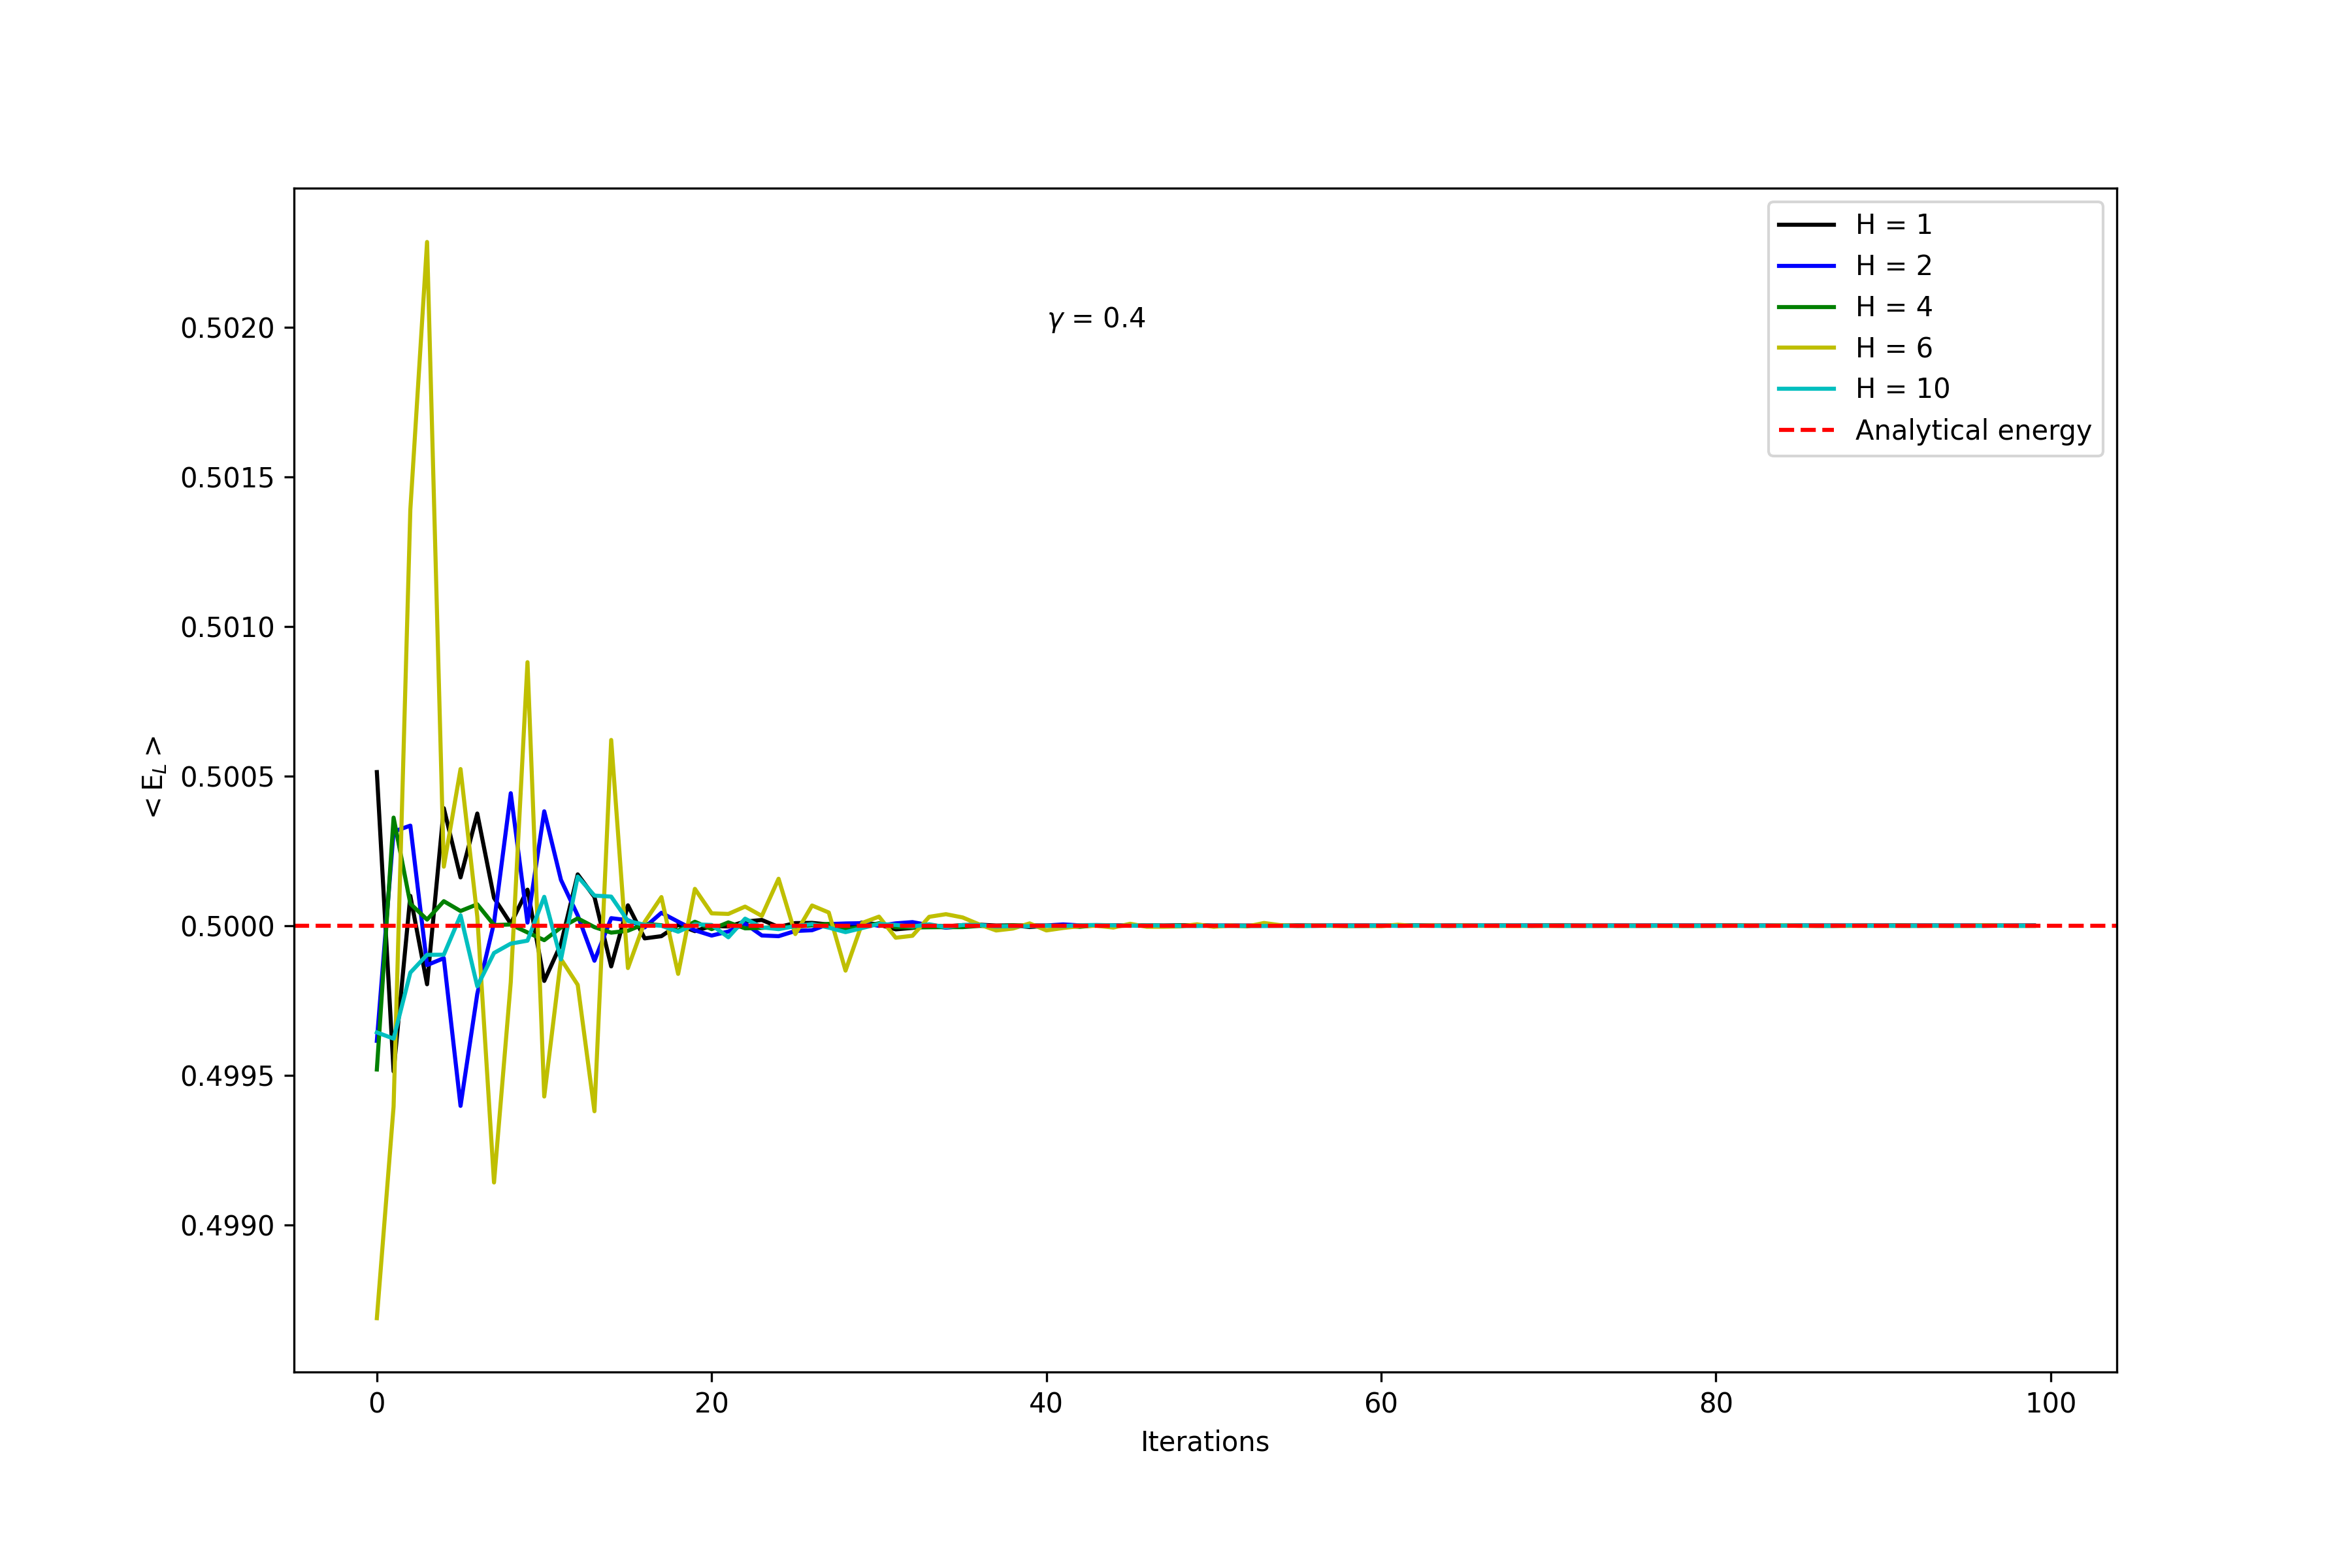 H = 1
H = 2
H = 4
H = 6
H = 10
Analytical energy
γ = 0.4
0.5020
0.5015
0.5010
0.5005
0.5000
0.4995
0.4990
< E_L >
0 20 40 60 80 100
Iterations